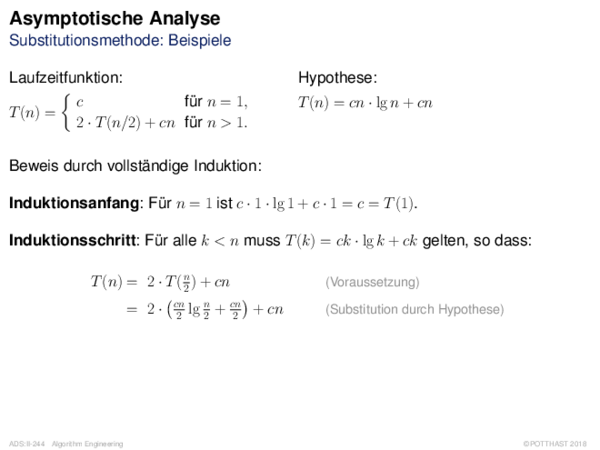 Asymptotische Analyse
Substitutionsmethode: Beispiele
Laufzeitfunktion:
T(n) = { c für n = 1,
2 · T(n/2) + cn für n > 1.
Hypothese:
T(n) = cn · lg n + cn
Beweis durch vollständige Induktion:
Induktionsanfang: Für n = 1 ist c · 1 · lg 1 + c · 1 = c = T(1).
Induktionsschritt: Für alle k < n muss T(k) = ck · lg k + ck gelten, so dass:
T(n) = 2 · T(n/2) + cn (Voraussetzung)
= 2 · (cn/2 lg n/2 + cn/2) + cn (Substitution durch Hypothese)
ADS:II-244 Algorithm Engineering © POTTHAST 2018